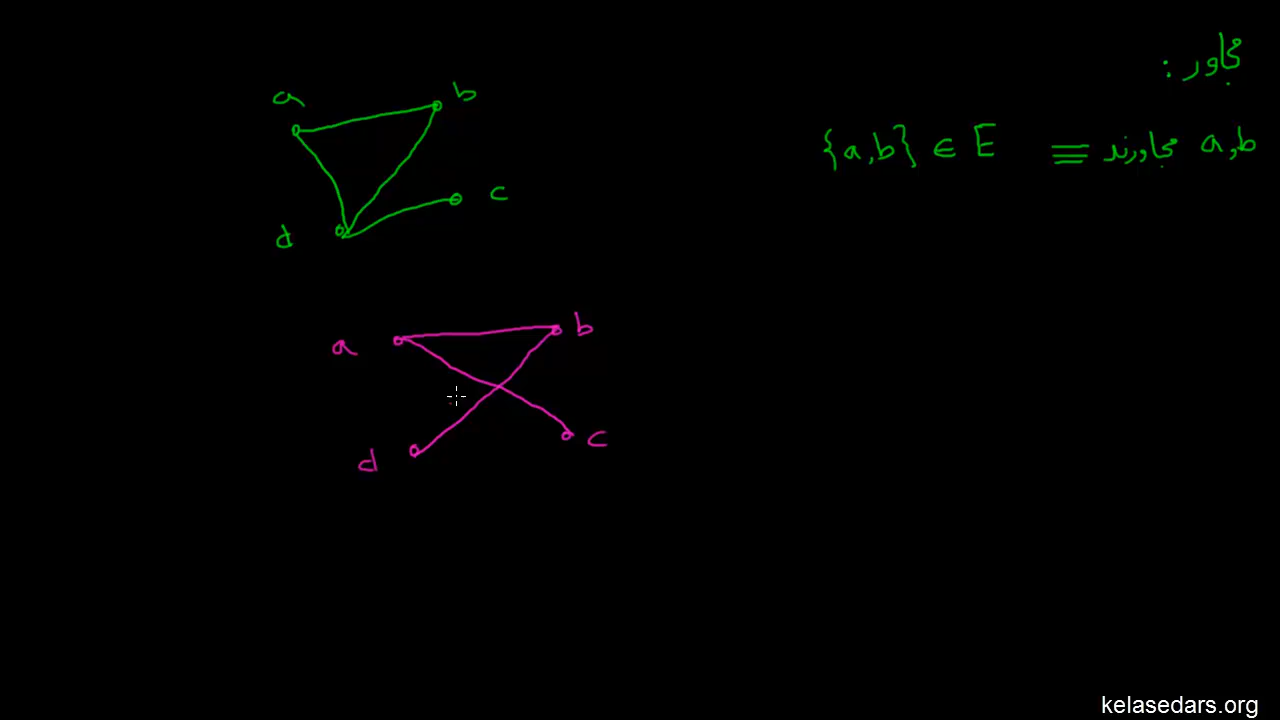 مجاور :
a,b مجاورند ≡ {a,b} ∈ E
a b
c
d
a b
d c
kelasedars.org